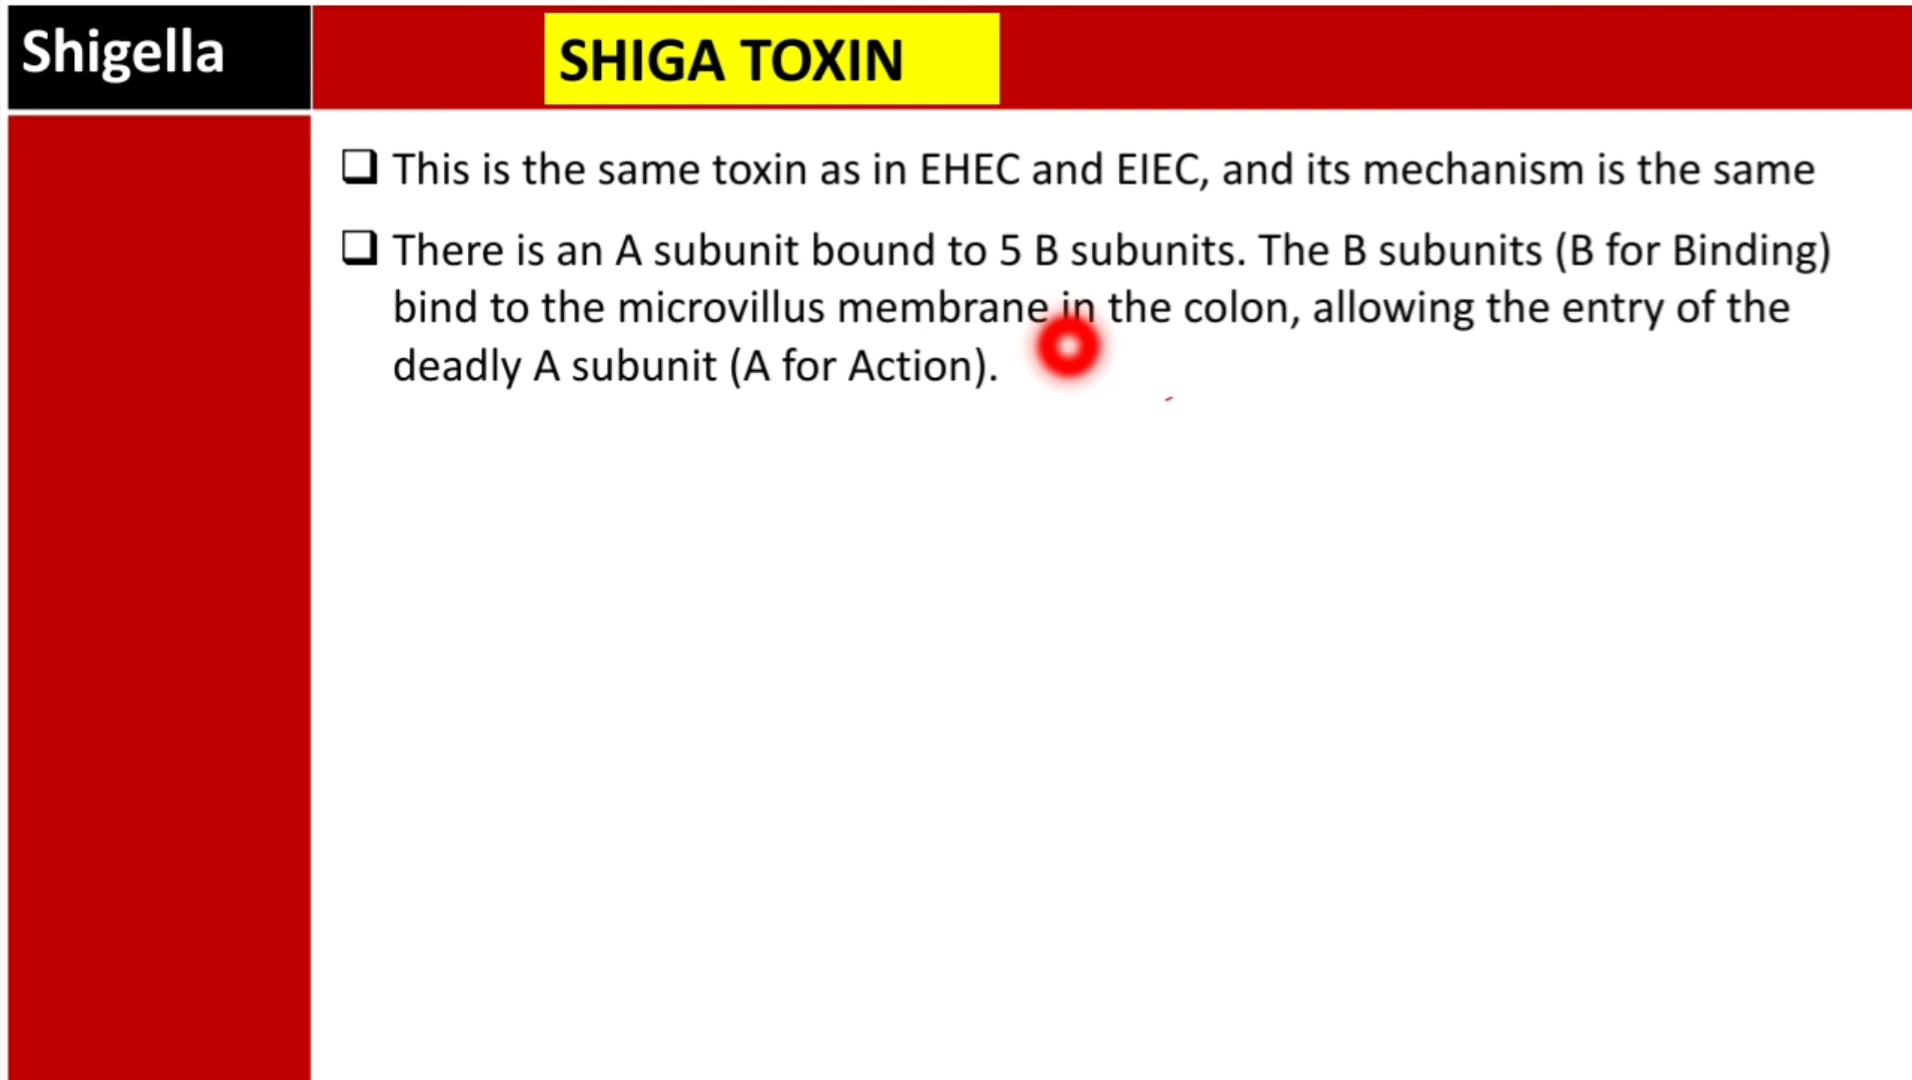 Shigella
SHIGA TOXIN
This is the same toxin as in EHEC and EIEC, and its mechanism is the same
There is an A subunit bound to 5 B subunits. The B subunits (B for Binding)
bind to the microvillus membrane in the colon, allowing the entry of the
deadly A subunit (A for Action).